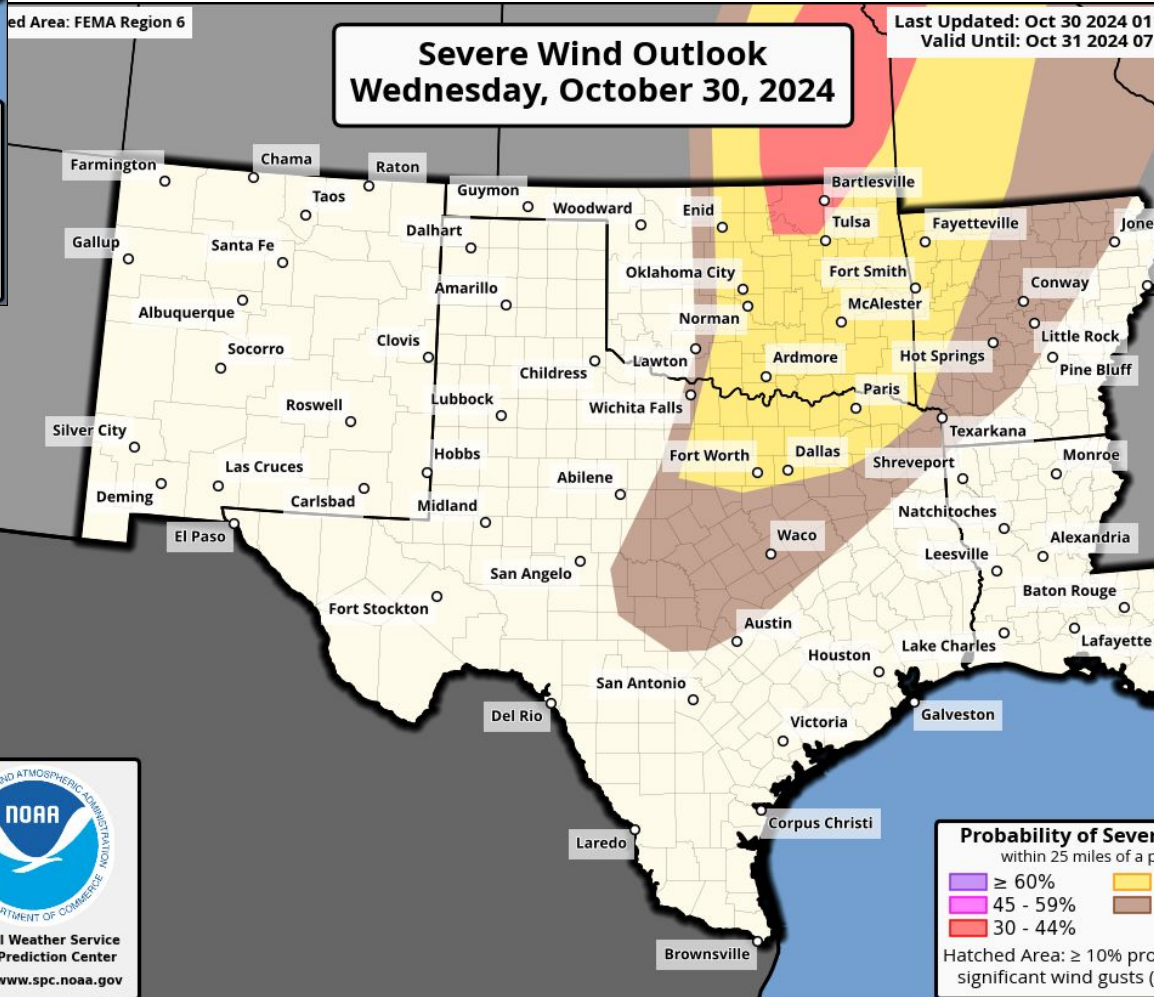 ed Area: FEMA Region 6
Severe Wind Outlook
Wednesday, October 30, 2024
Last Updated: Oct 30 2024 01
Valid Until: Oct 31 2024 07
Farmington
Chama
Raton
Taos
Guymon
Woodward
Enid
Bartlesville
Tulsa
Fayetteville
Jone
Gallup
Santa Fe
Dalhart
Oklahoma City
Fort Smith
Amarillo
Conway
Albuquerque
Norman
McAlester
Socorro
Clovis
Childress
Lawton
Ardmore
Hot Springs
Little Rock
Pine Bluff
Roswell
Lubbock
Wichita Falls
Paris
Texarkana
Silver City
Las Cruces
Hobbs
Abilene
Fort Worth
Dallas
Shreveport
Monroe
Deming
Carlsbad
Midland
Natchitoches
El Paso
Waco
Alexandria
San Angelo
Leesville
Fort Stockton
Baton Rouge
Austin
Houston
Lake Charles
Lafayette
San Antonio
Del Rio
Victoria
Galveston
Corpus Christi
Laredo
Brownsville
ND ATMOSPHERIC ADMINISTRATION
NOAA
RTMENT OF COMMERCE
l Weather Service
Prediction Center
www.spc.noaa.gov
Probability of Sever
within 25 miles of a p
≥ 60%
45 - 59%
30 - 44%
Hatched Area: ≥ 10% pro
significant wind gusts (